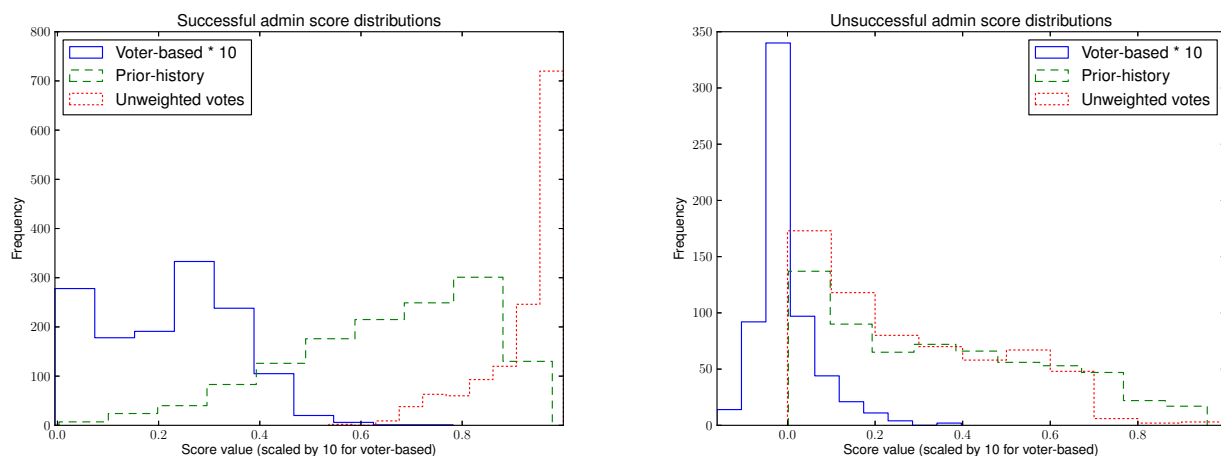 Successful admin score distributions
800
700
600
500
400
300
200
100
0
Frequency
Voter-based * 10
Prior-history
Unweighted votes
0.0
0.2
0.4
0.6
0.8
Score value (scaled by 10 for voter-based)
Unsuccessful admin score distributions
350
300
250
200
150
100
50
0
Frequency
Voter-based * 10
Prior-history
Unweighted votes
0.0
0.2
0.4
0.6
0.8
Score value (scaled by 10 for voter-based)